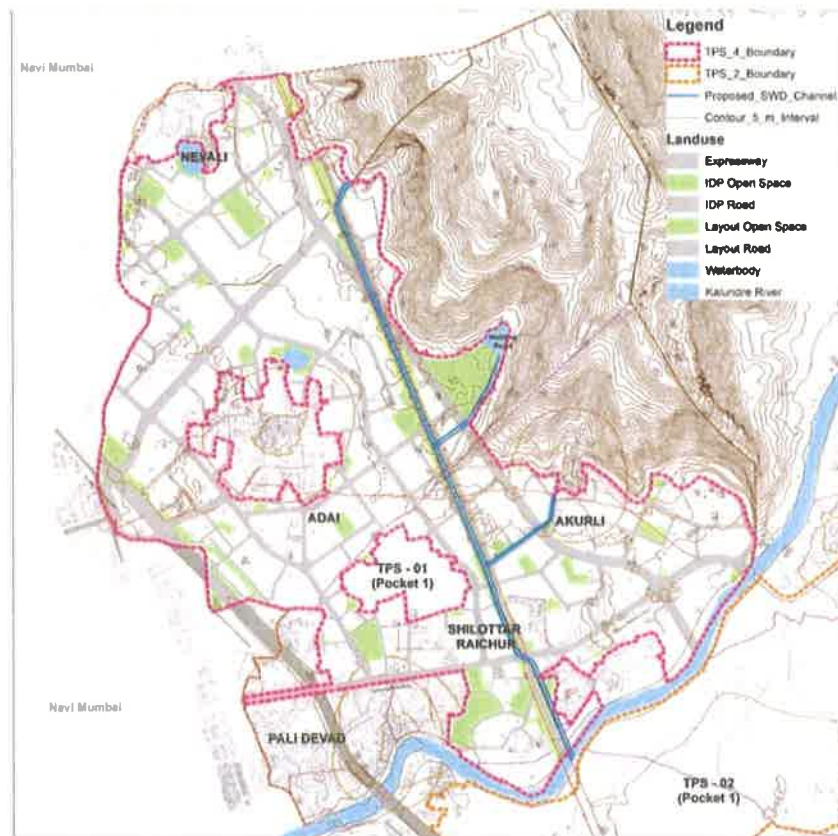 Legend
TPS_4_Boundary
TPS_2_Boundary
Proposed_SWD_Channel
Contour_5_m_Interval
Landuse
Expressway
IDP Open Space
IDP Road
Layout Open Space
Layout Road
Waterbody
Kalundre River
Navi Mumbai
NEVALI
ADAI
AKURLI
TPS - 01
(Pocket 1)
SHILOTTAR
RAICHUR
Navi Mumbai
PALI DEVAD
TPS - 02
(Pocket 1)